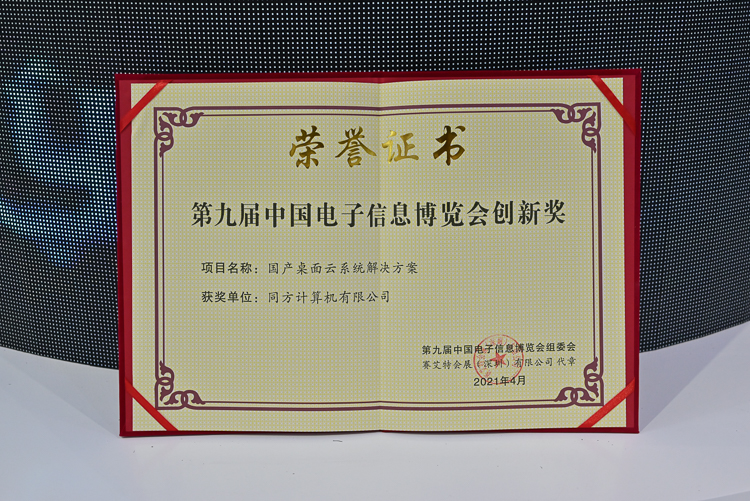 荣誉证书
第九届中国电子信息博览会创新奖
项目名称：国产桌面云系统解决方案
获奖单位：同方计算机有限公司
第九届中国电子信息博览会组委会
赛艾特会展（深圳）有限公司 代章
2021年4月